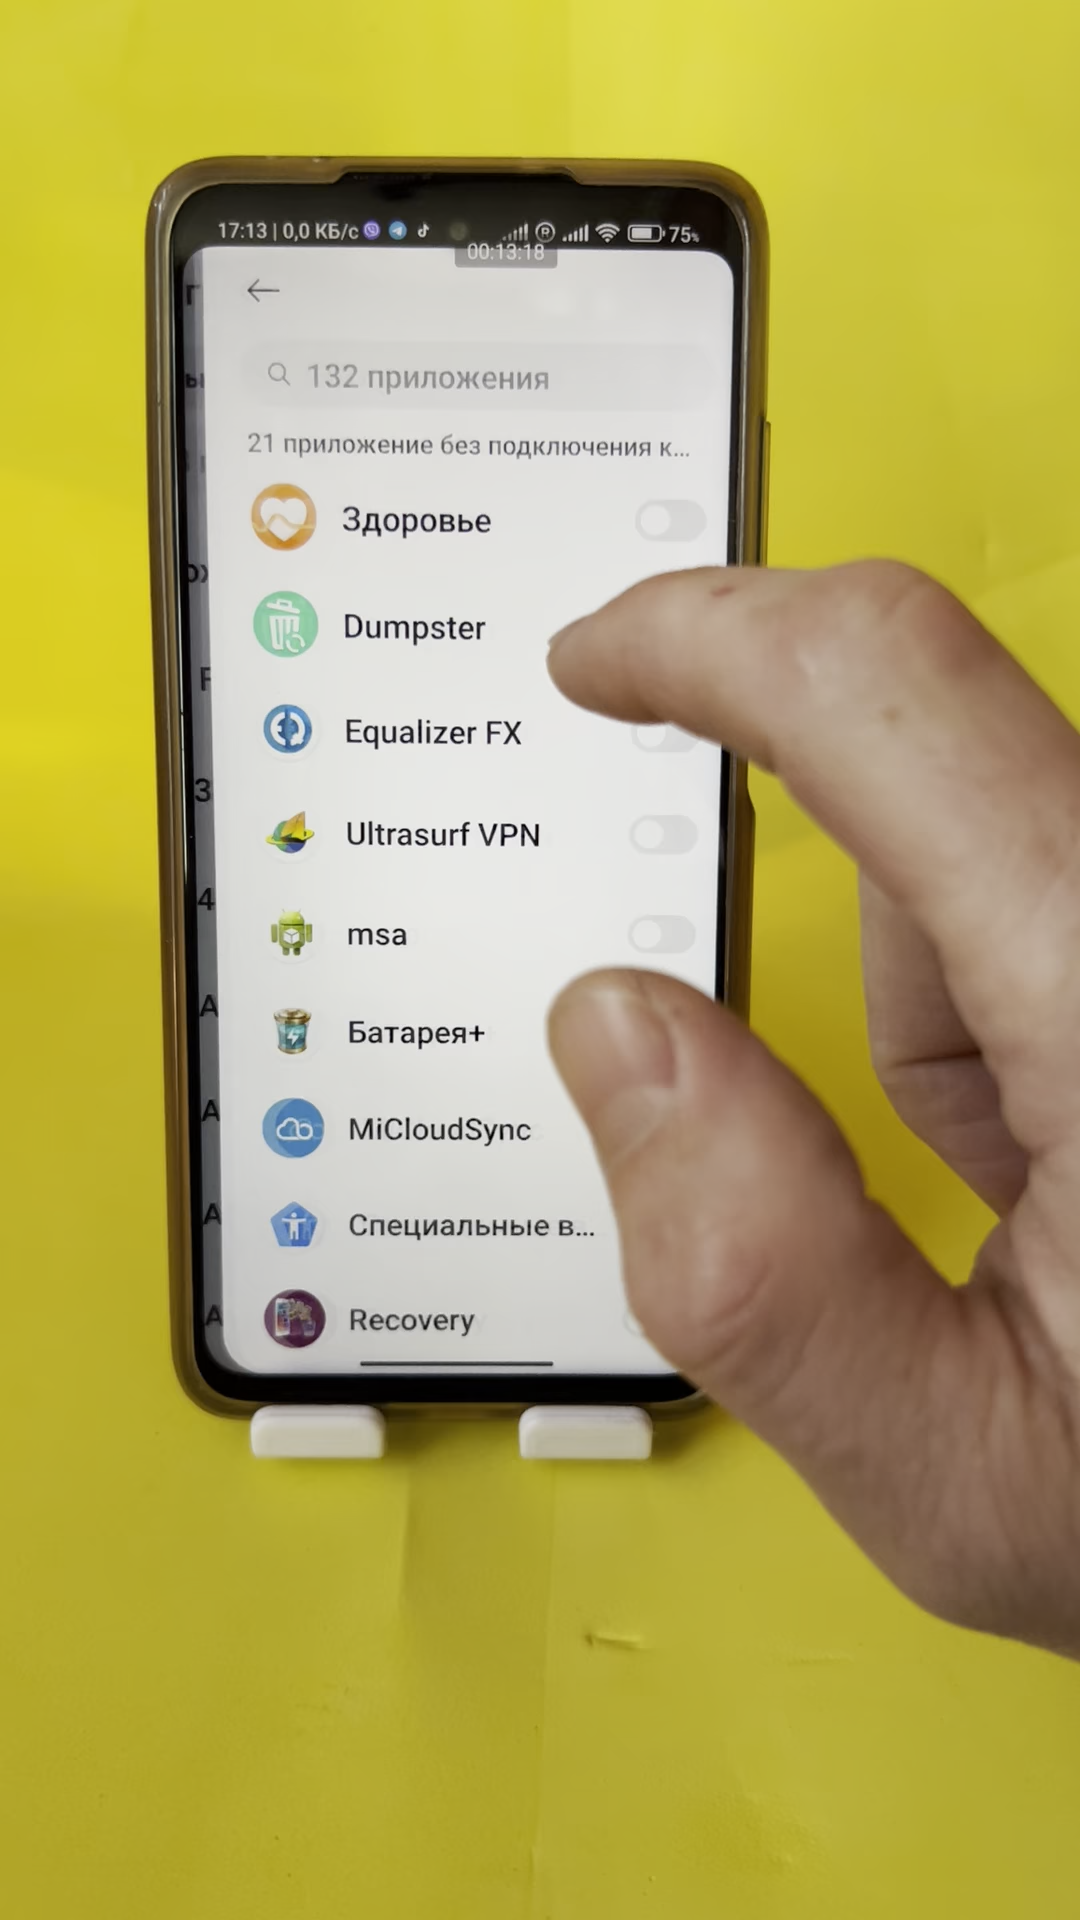 17:13 | 0,0 КБ/с 75%
00:13:18
132 приложения
21 приложение без подключения к...
Здоровье
Dumpster
Equalizer FX
Ultrasurf VPN
msa
Батарея+
MiCloudSync
Специальные в...
Recovery